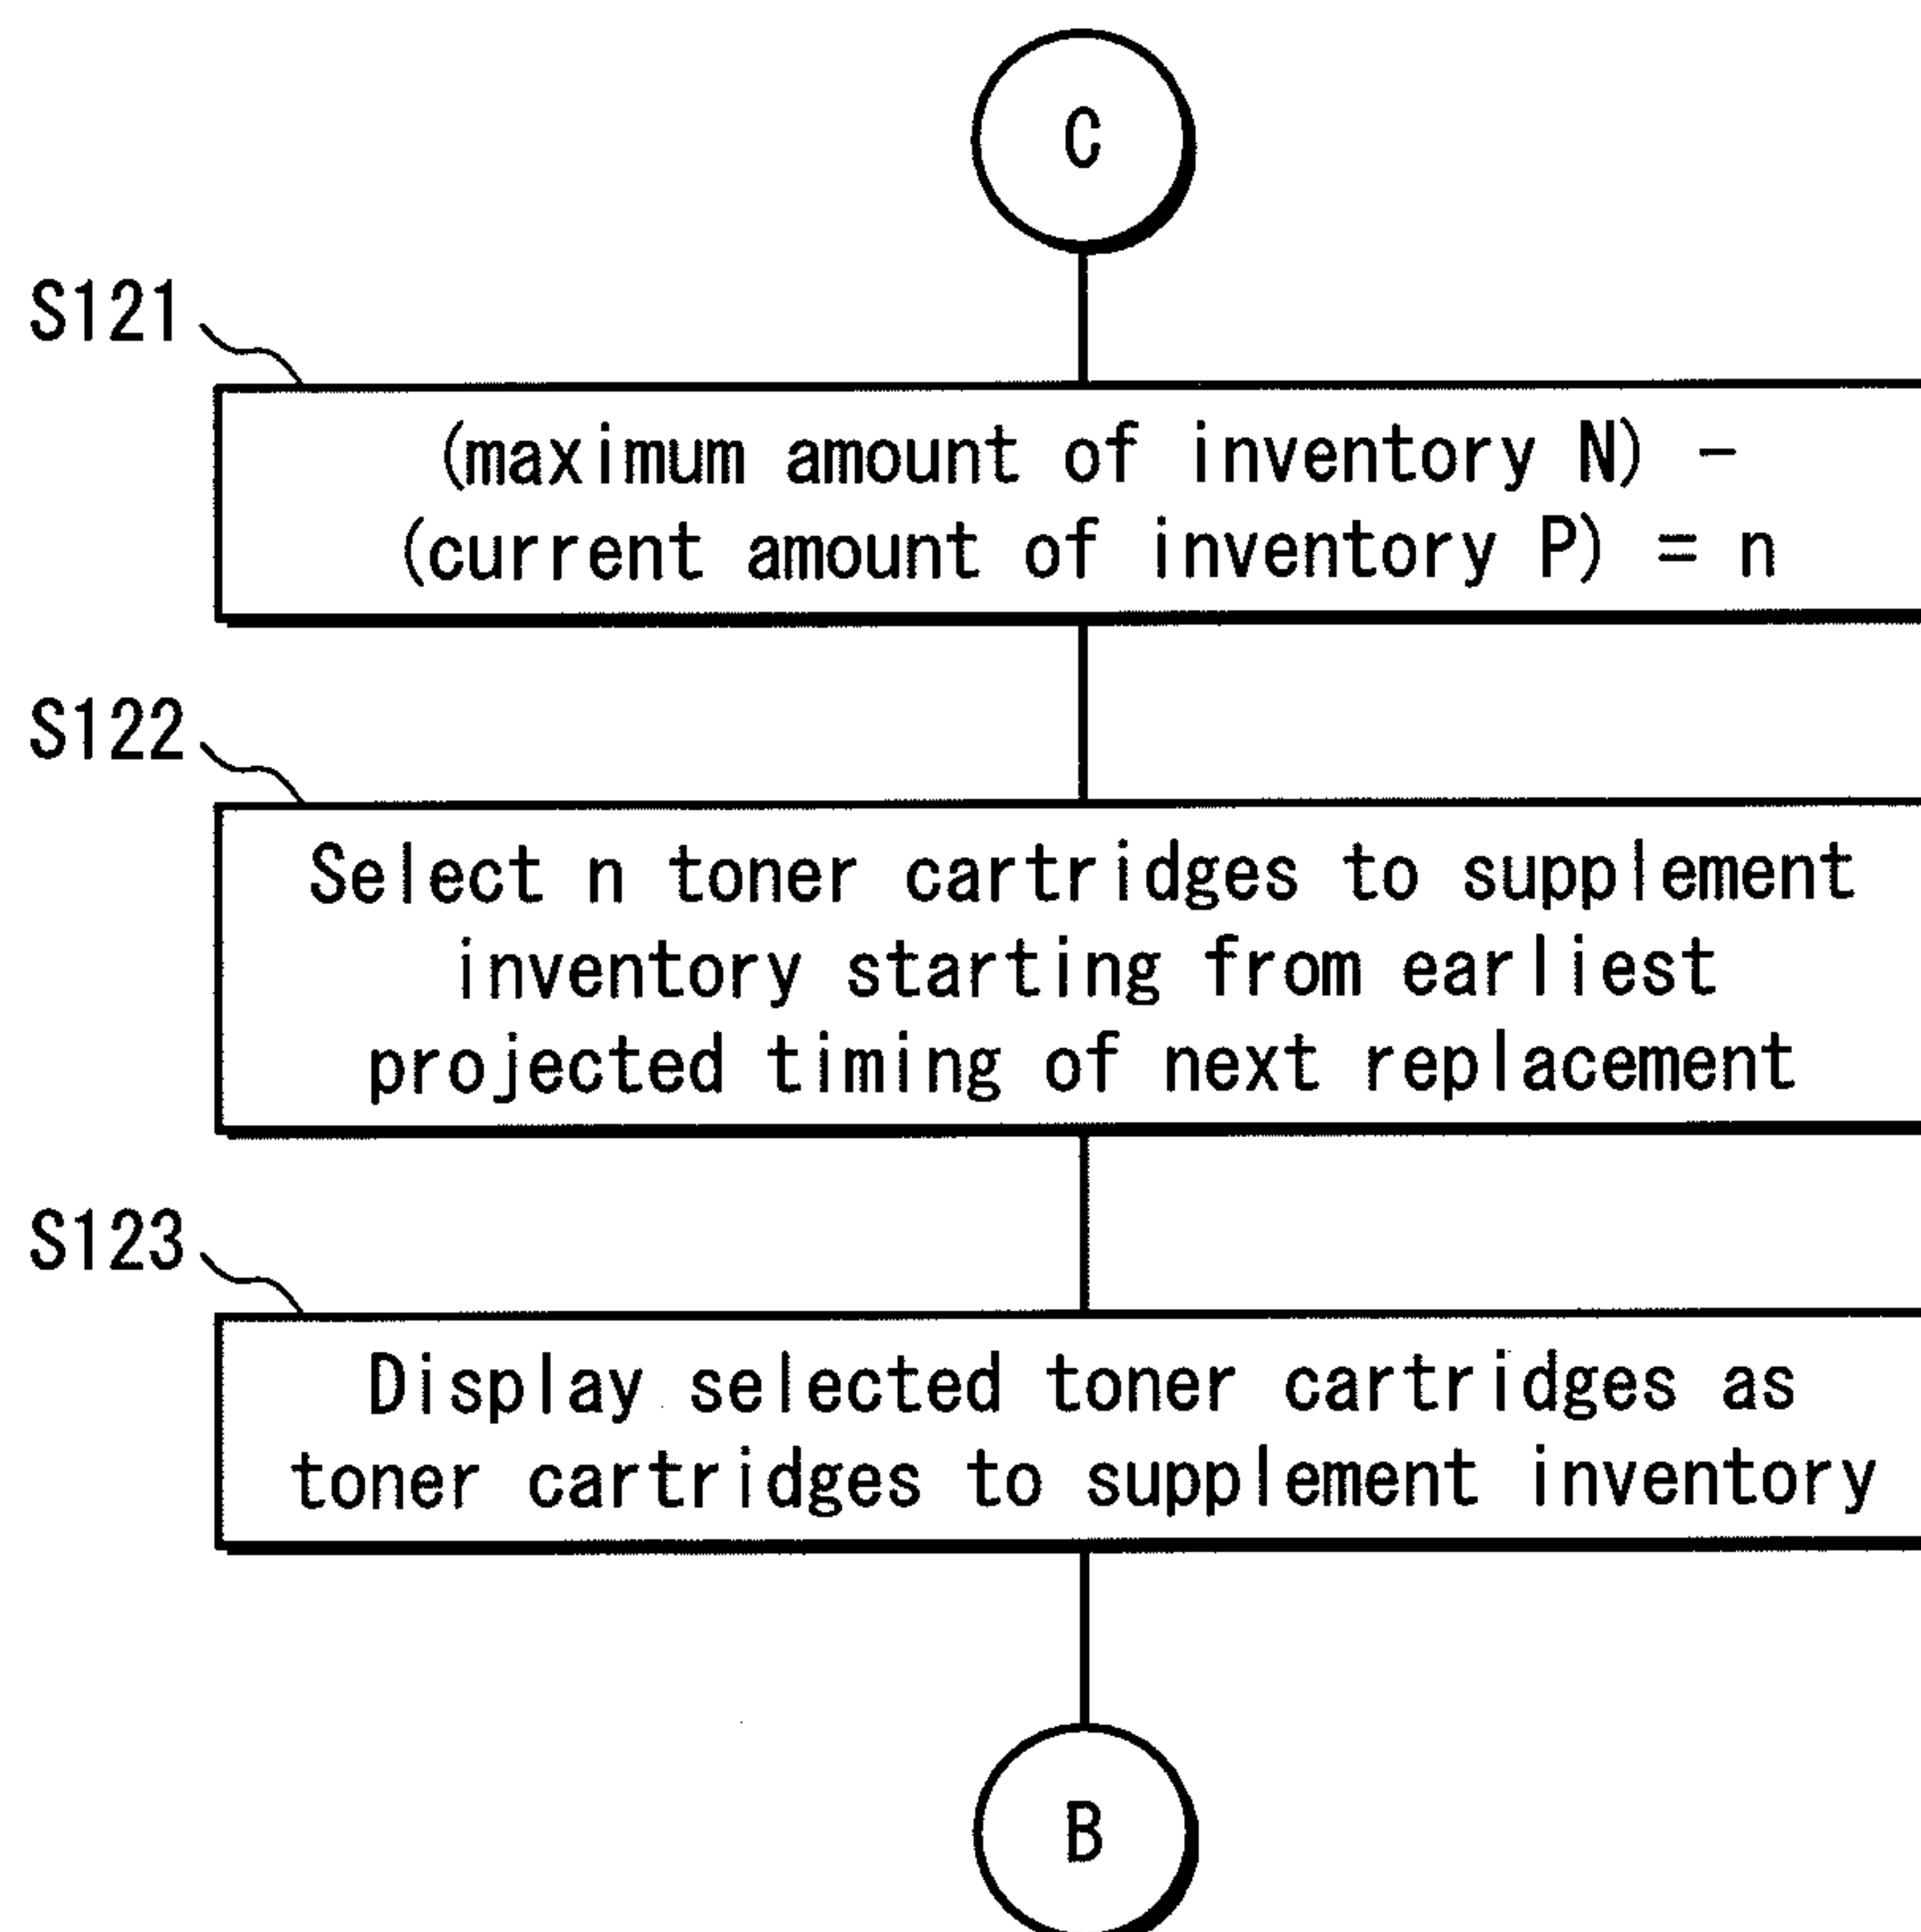 C
S121
(maximum amount of inventory N) -
(current amount of inventory P) = n
S122
Select n toner cartridges to supplement
inventory starting from earliest
projected timing of next replacement
S123
Display selected toner cartridges as
toner cartridges to supplement inventory
B